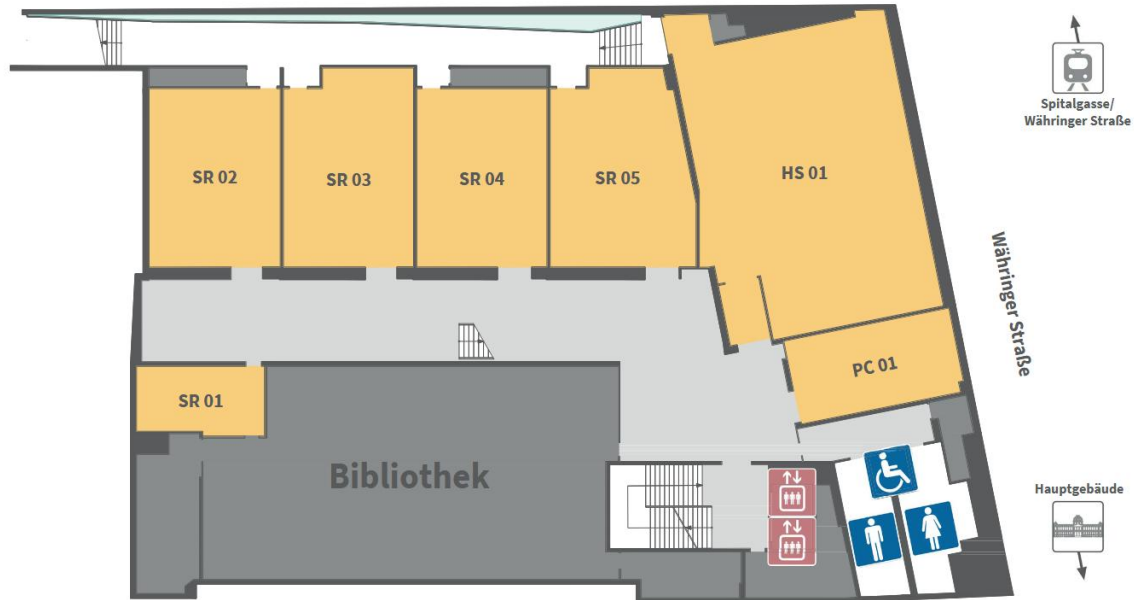 Spitalgasse/
Währinger Straße
SR 02
SR 03
SR 04
SR 05
HS 01
Währinger Straße
PC 01
SR 01
Bibliothek
Hauptgebäude